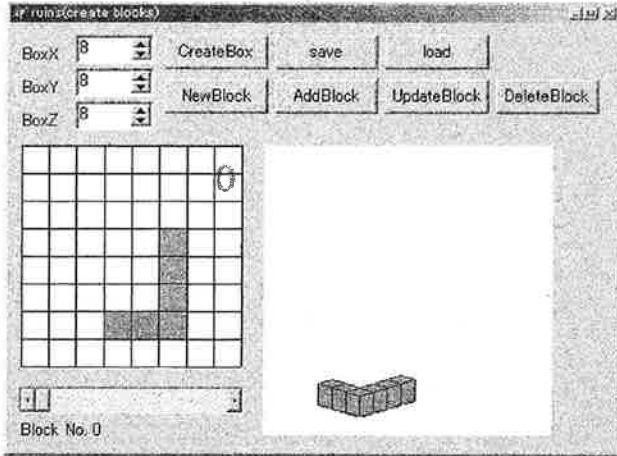 ruins(create blocks)
BoxX 8 CreateBox save load
BoxY 8
NewBlock AddBlock UpdateBlock DeleteBlock
BoxZ 8
0
Block No. 0